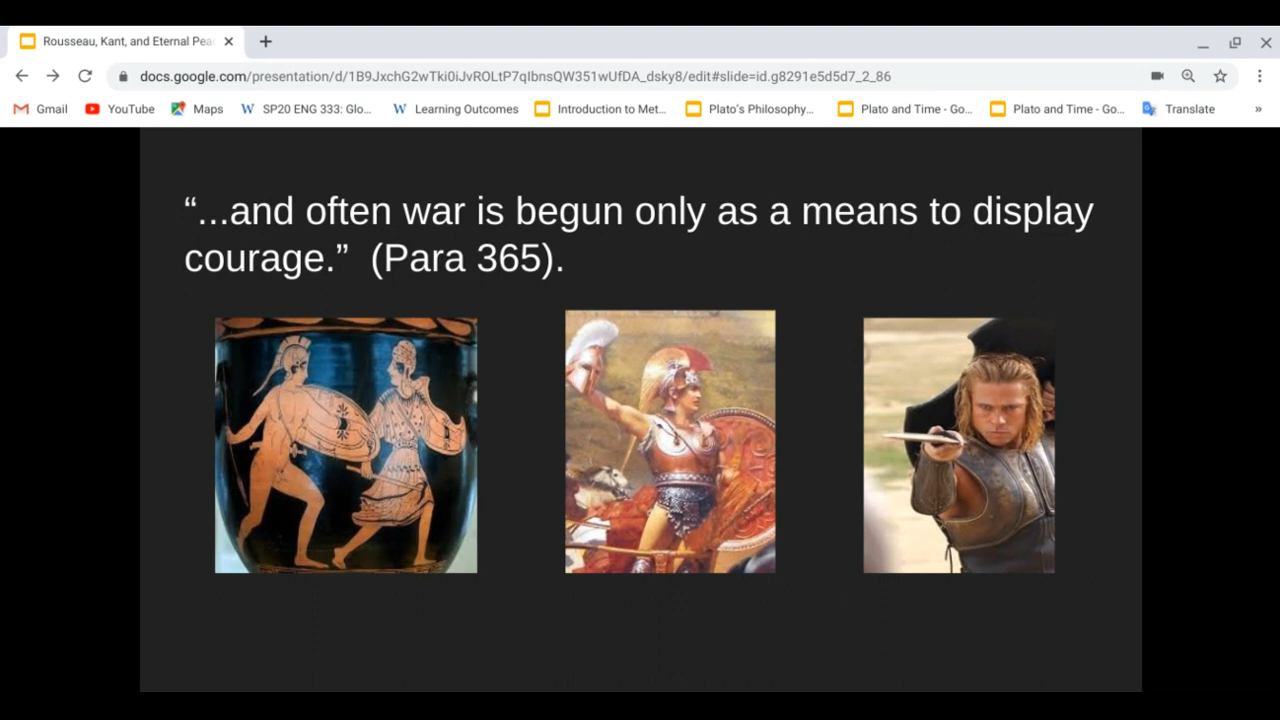 Rousseau, Kant, and Eternal Pea
docs.google.com/presentation/d/1B9JxchG2wTki0iJvROLtP7qIbnsQW351wUfDA_dsky8/edit#slide=id.g8291e5d5d7_2_86
Gmail YouTube Maps W SP20 ENG 333: Glo... W Learning Outcomes Introduction to Met... Plato's Philosophy... Plato and Time - Go... Plato and Time - Go... Translate »
“...and often war is begun only as a means to display
courage.” (Para 365).